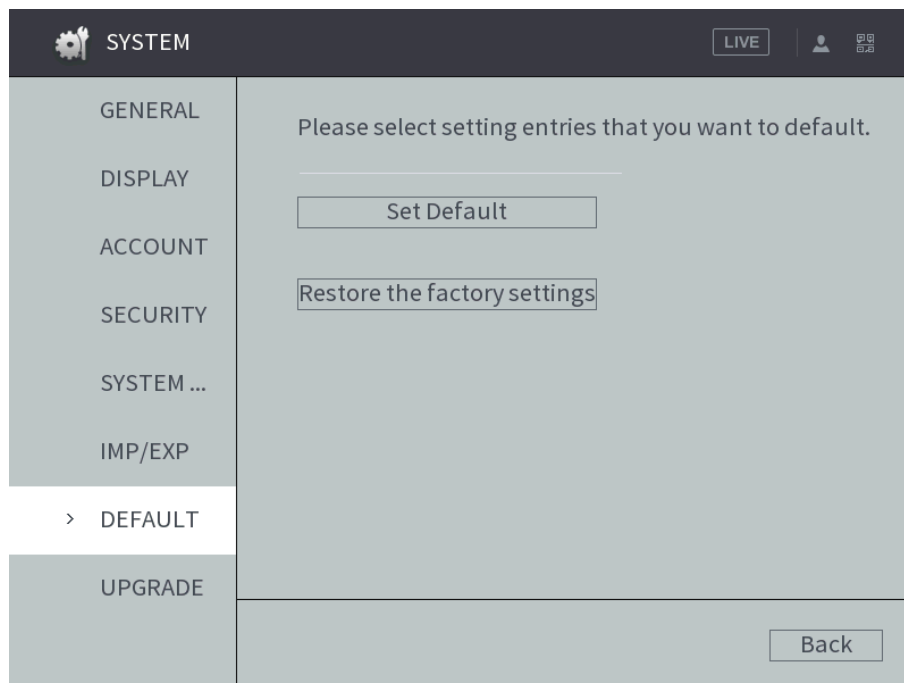 SYSTEM
LIVE
GENERAL
DISPLAY
ACCOUNT
SECURITY
SYSTEM ...
IMP/EXP
> DEFAULT
UPGRADE
Please select setting entries that you want to default.
Set Default
Restore the factory settings
Back